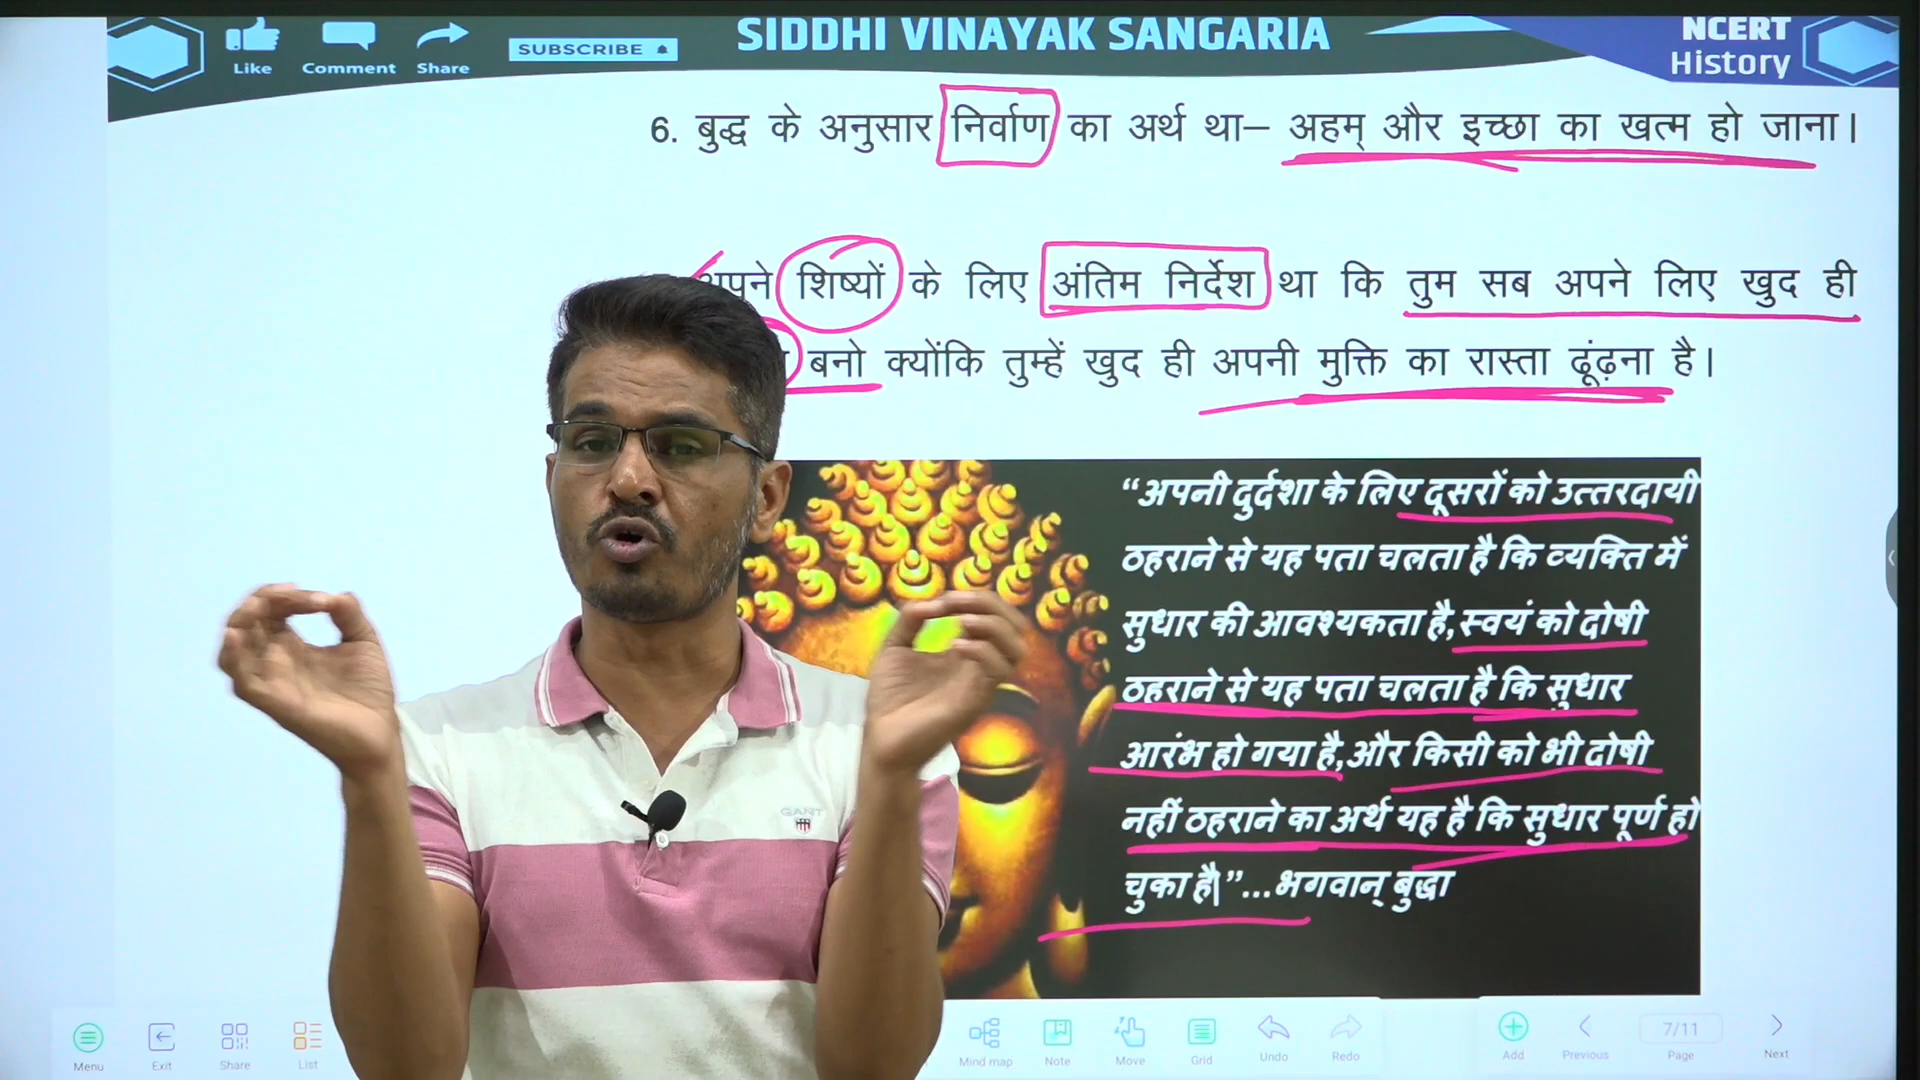 SIDDHI VINAYAK SANGARIA
NCERT
History
Like
Comment
Share
SUBSCRIBE
6. बुद्ध के अनुसार निर्वाण का अर्थ था– अहम् और इच्छा का खत्म हो जाना।
अपने शिष्यों के लिए अंतिम निर्देश था कि तुम सब अपने लिए खुद ही
बनो क्योंकि तुम्हें खुद ही अपनी मुक्ति का रास्ता ढूंढ़ना है।
“अपनी दुर्दशा के लिए दूसरों को उत्तरदायी
ठहराने से यह पता चलता है कि व्यक्ति में
सुधार की आवश्यकता है,स्वयं को दोषी
ठहराने से यह पता चलता है कि सुधार
आरंभ हो गया है,और किसी को भी दोषी
नहीं ठहराने का अर्थ यह है कि सुधार पूर्ण हो
चुका है|”...भगवान् बुद्धा
GANT
Menu
Exit
Share
List
Mind map
Note
Move
Grid
Undo
Redo
Add
Previous
7/11
Page
Next